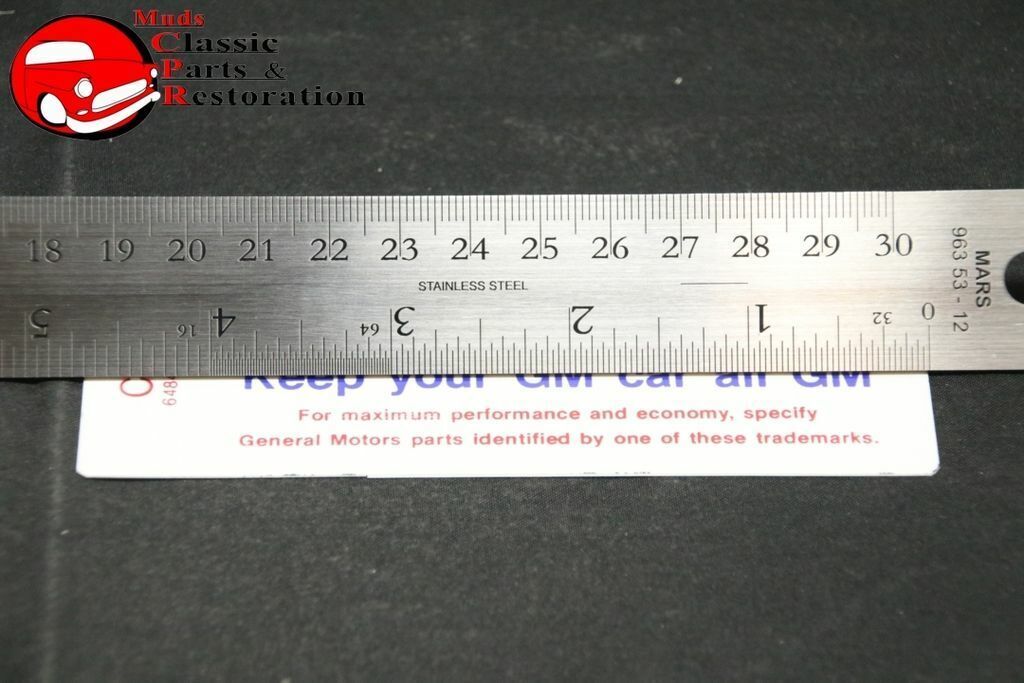 Muds
Classic
Parts &
Restoration
18 19 20 21 22 23 24 25 26 27 28 29 30
MARS
963 53 - 12
STAINLESS STEEL
5 16 4 64 3 2 1 32 0
Keep your GM car all GM
For maximum performance and economy, specify
General Motors parts identified by one of these trademarks.